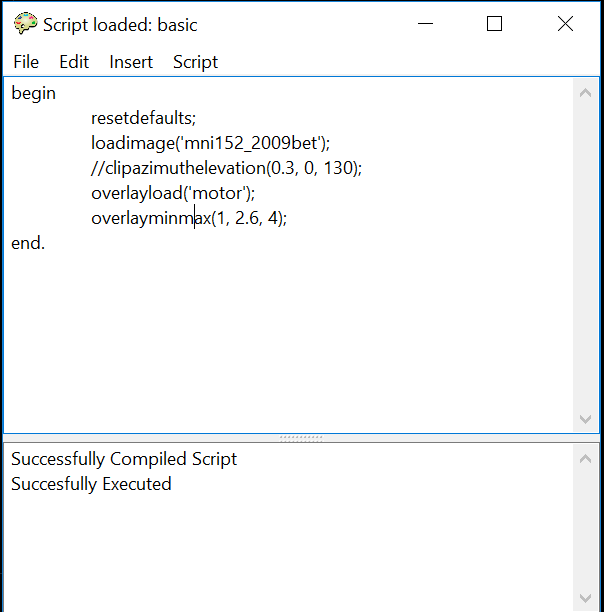 Script loaded: basic
File Edit Insert Script
begin
resetdefaults;
loadimage('mni152_2009bet');
//clipazimuthelevation(0.3, 0, 130);
overlayload('motor');
overlayminmax(1, 2.6, 4);
end.
Successfully Compiled Script
Succesfully Executed